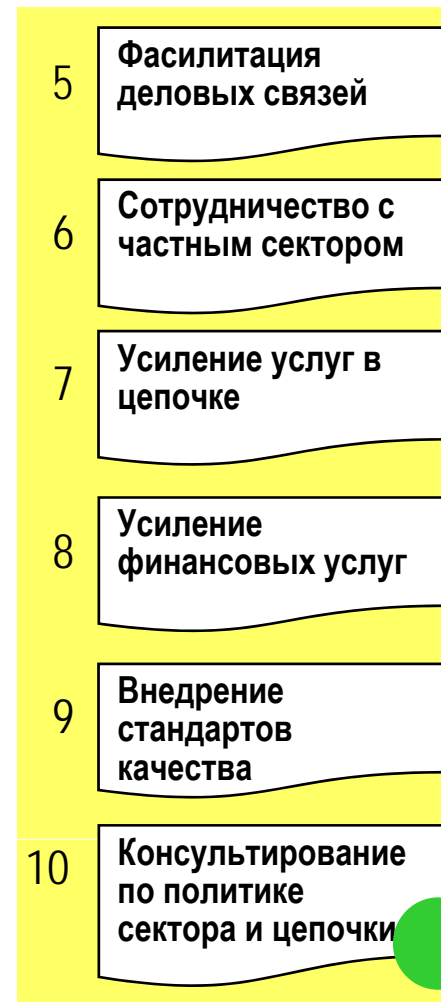 5
Фасилитация
деловых связей
6
Сотрудничество с
частным сектором
7
Усиление услуг в
цепочке
8
Усиление
финансовых услуг
9
Внедрение
стандартов
качества
10
Консультирование
по политике
сектора и цепочки